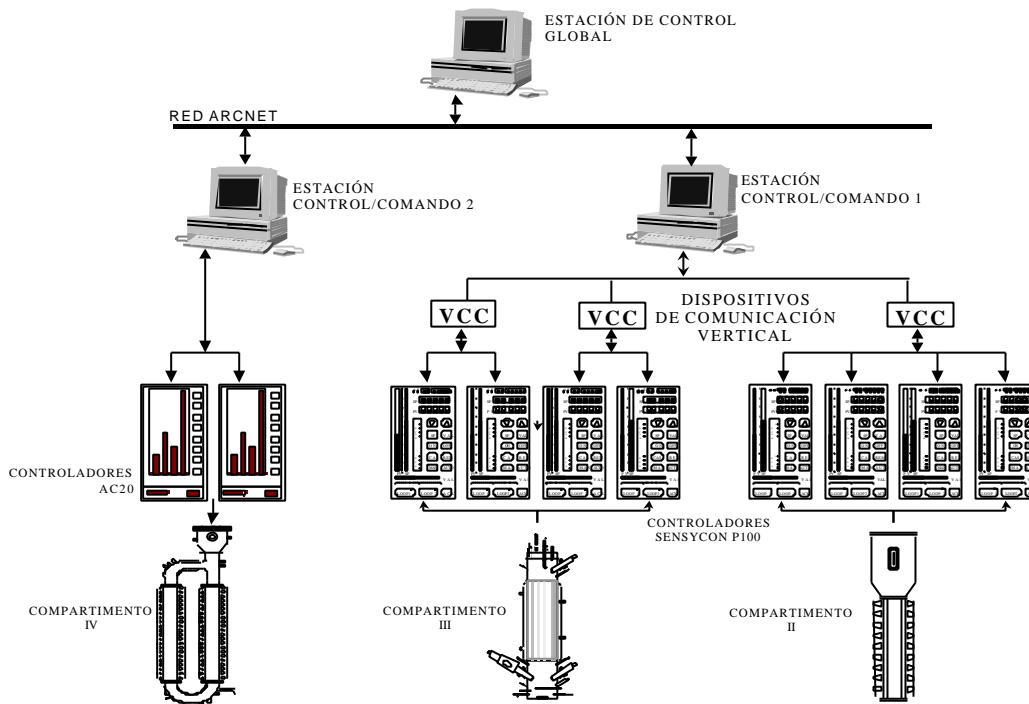 ESTACIÓN DE CONTROL
GLOBAL
RED ARCNET
ESTACIÓN
CONTROL/COMANDO 2
ESTACIÓN
CONTROL/COMANDO 1
VCC
VCC
VCC
DISPOSITIVOS
DE COMUNICACIÓN
VERTICAL
CONTROLADORES
AC20
CONTROLADORES
SENSYCON P100
COMPARTIMENTO
IV
COMPARTIMENTO
III
COMPARTIMENTO
II